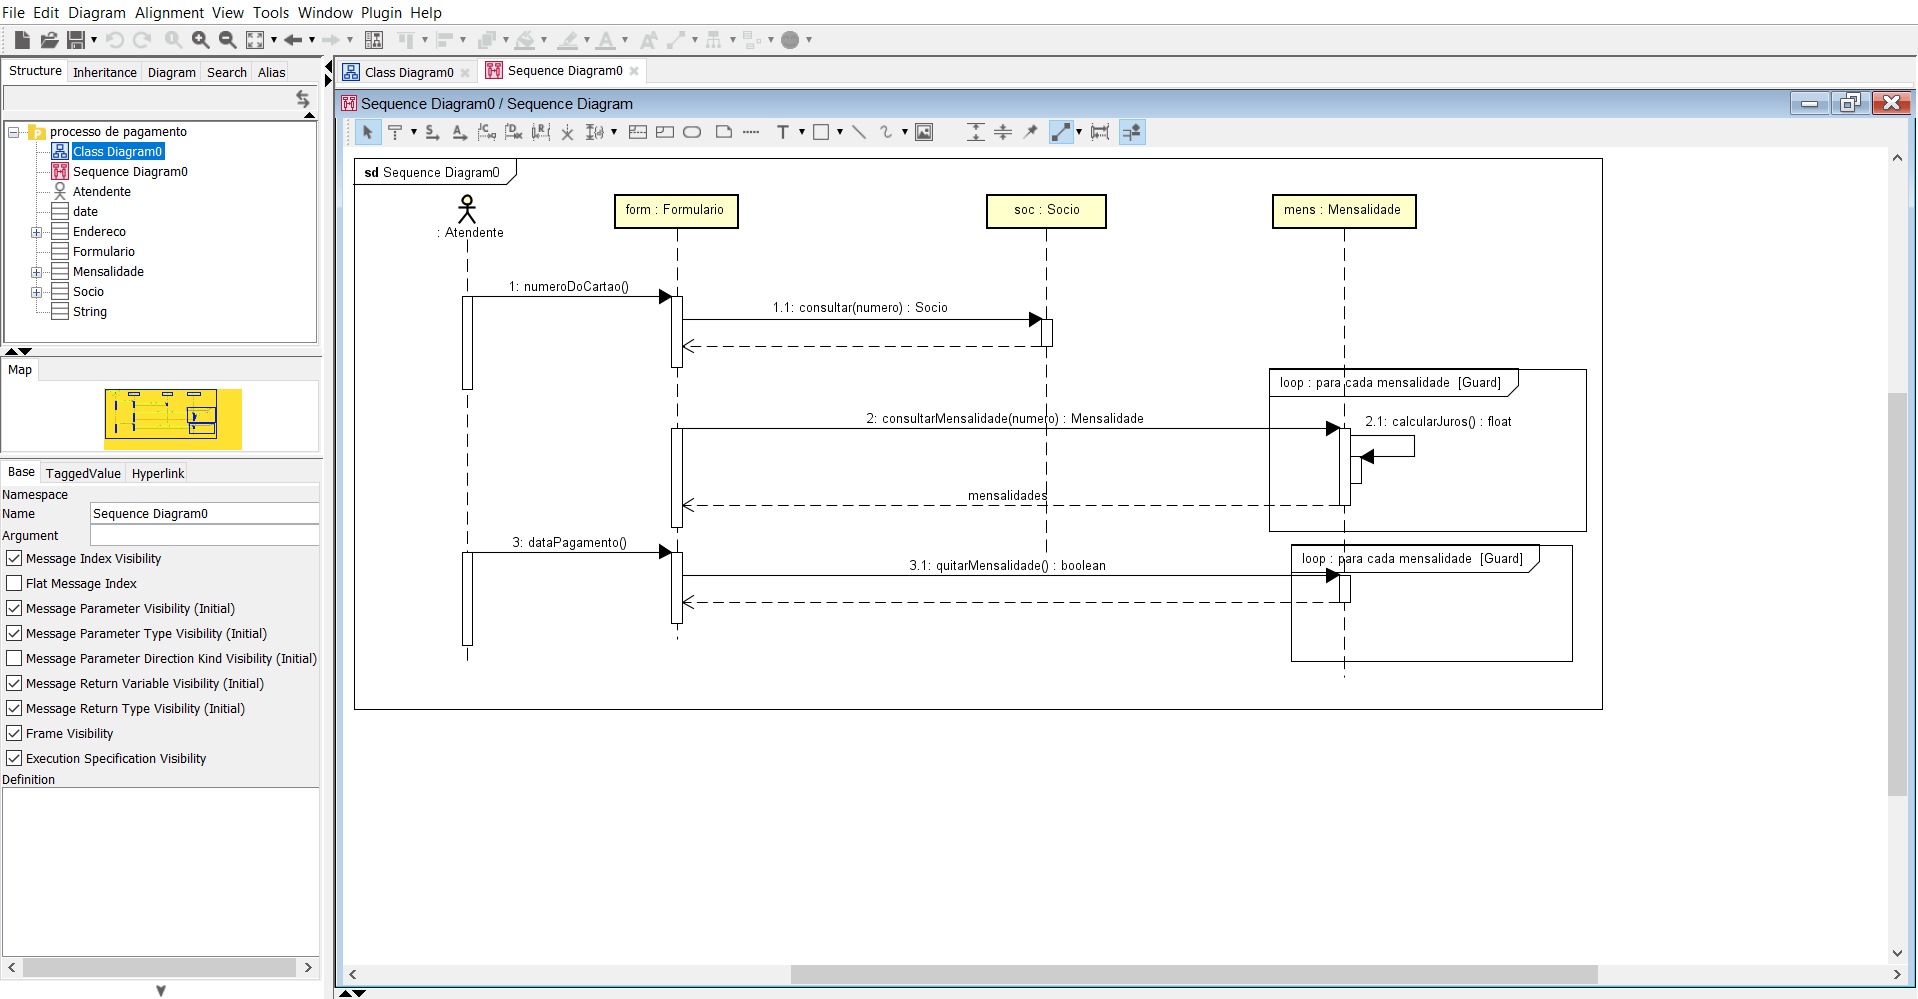 File Edit Diagram Alignment View Tools Window Plugin Help
Structure Inheritance Diagram Search Alias
processo de pagamento
Class Diagram0
Sequence Diagram0
Atendente
date
Endereco
Formulario
Mensalidade
Socio
String
Map
Base TaggedValue Hyperlink
Namespace
Name Sequence Diagram0
Argument
Message Index Visibility
Flat Message Index
Message Parameter Visibility (Initial)
Message Parameter Type Visibility (Initial)
Message Parameter Direction Kind Visibility (Initial)
Message Return Variable Visibility (Initial)
Message Return Type Visibility (Initial)
Frame Visibility
Execution Specification Visibility
Definition
Class Diagram0 Sequence Diagram0
Sequence Diagram0 / Sequence Diagram
sd Sequence Diagram0
: Atendente
form : Formulario
soc : Socio
mens : Mensalidade
1: numeroDoCartao()
1.1: consultar(numero) : Socio
loop : para cada mensalidade [Guard]
2: consultarMensalidade(numero) : Mensalidade
2.1: calcularJuros() : float
mensalidades
3: dataPagamento()
loop : para cada mensalidade [Guard]
3.1: quitarMensalidade() : boolean